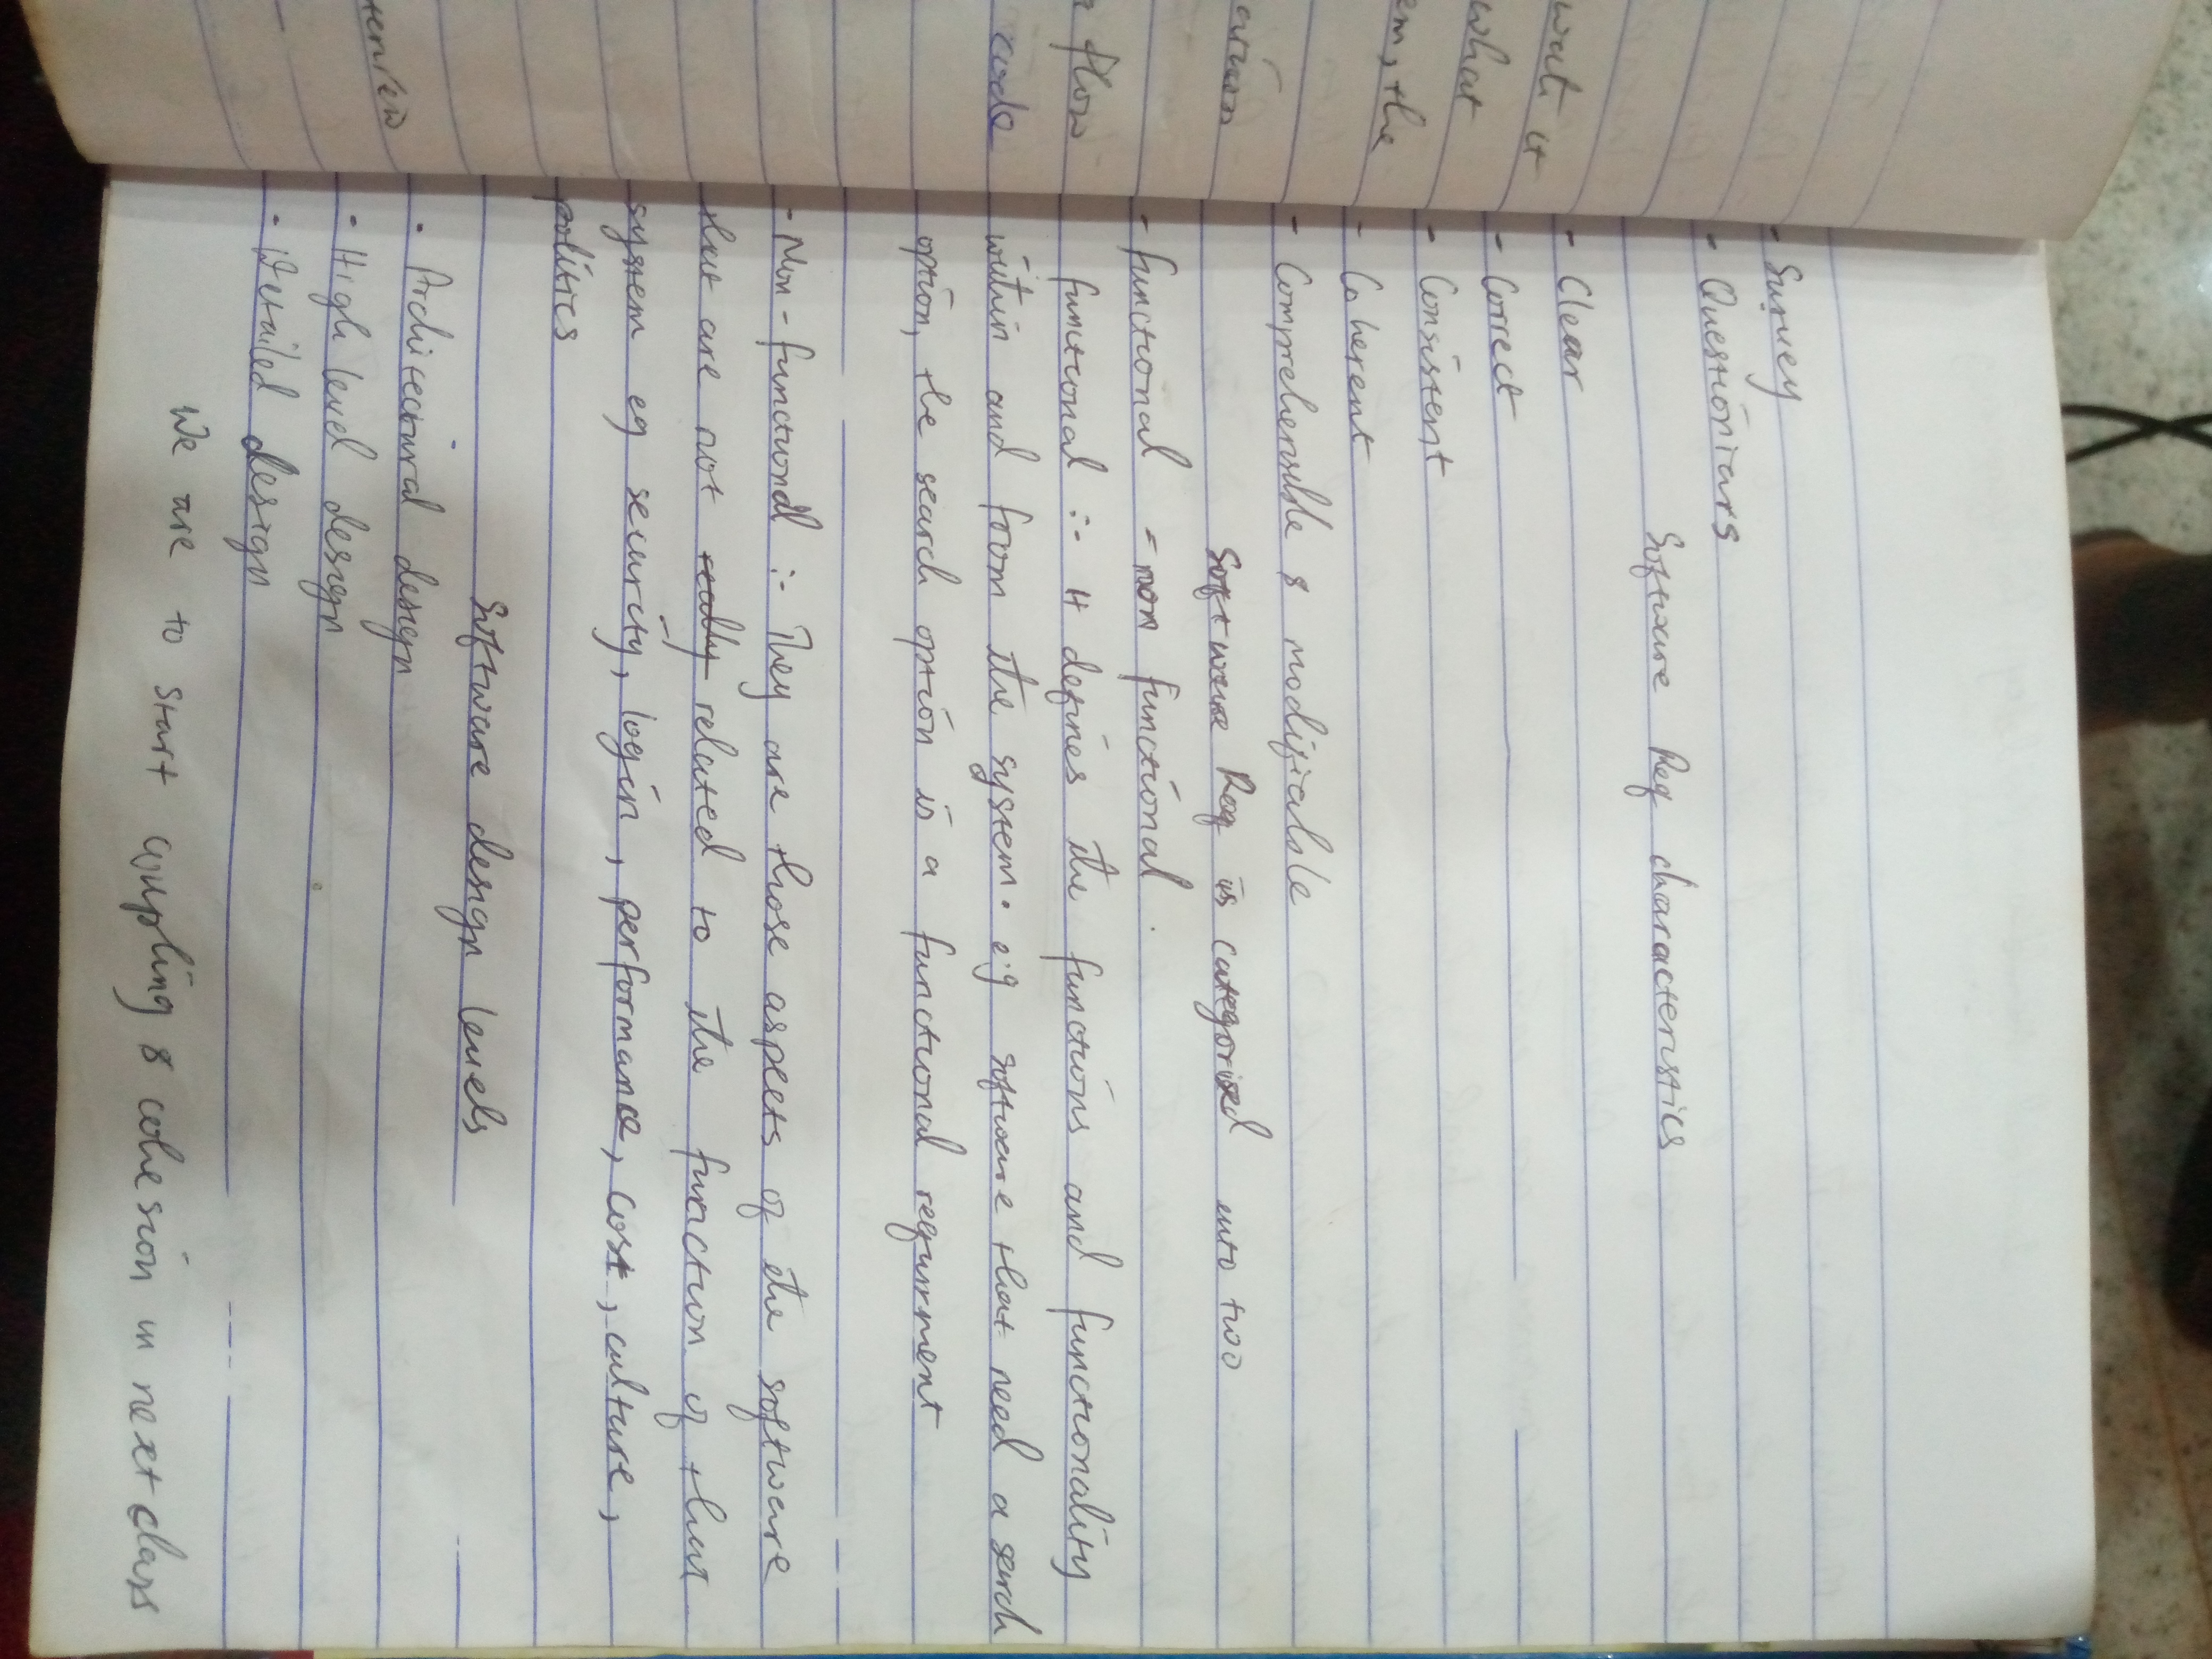 - Survey
- Questioniars
Software Req characteristics
- Clear
- Correct
- Consistent
- Coherent
- Comprehensible & modifiable
Software Req is categorised into two
- functional - non functional .
functional :- It defines the functions and functionality
within and from the system. e.g software that need a search
option, the search option is a functional requirment
- Non-functional :- They are those aspects of the software
that are not really related to the function of that
system eg security, login, performance, cost, culture,
politics
Software design levels
- Architectural design
- High level design
- Detailed design
We are to start coupling & cohesion in next class
write it
what
em, the
ation
flow
code
terview